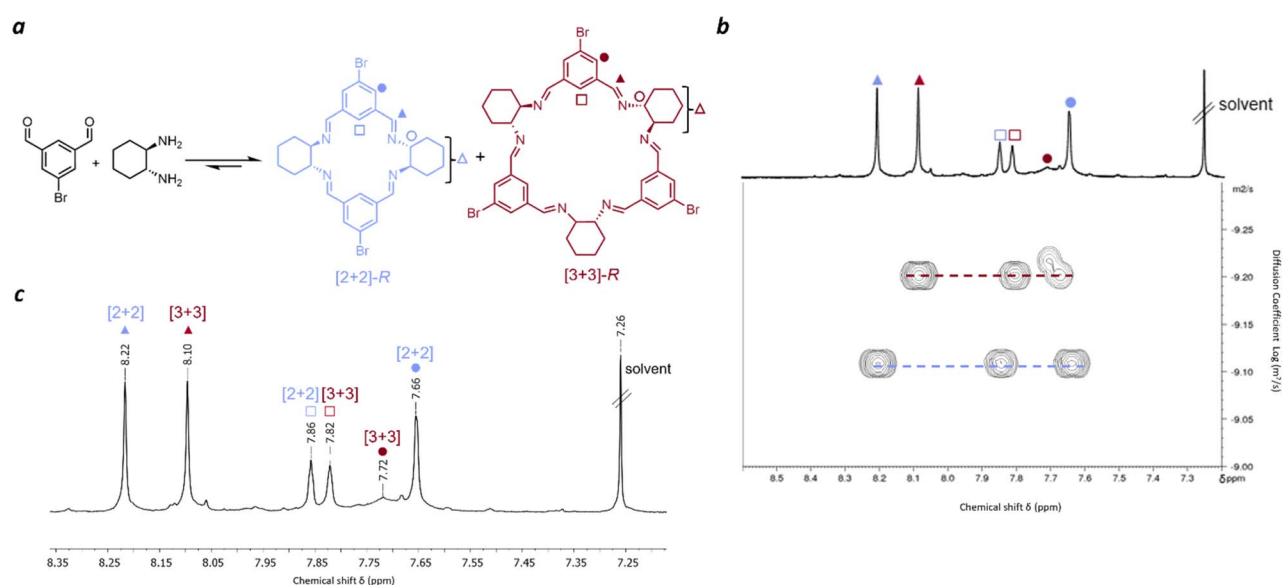 a
O
O
Br
+
NH2
NH2
Br
N
N
N
N
Br
[2+2]-R
+
Br
N
N
N
N
N
N
Br
Br
[3+3]-R
b
solvent
m2/s
-9.25
-9.20
-9.15
-9.10
-9.05
-9.00
Diffusion Coefficient Log (m²/s)
8.5 8.4 8.3 8.2 8.1 8.0 7.9 7.8 7.7 7.6 7.5 7.4 7.3 δppm
Chemical shift δ (ppm)
c
[2+2]
8.22
[3+3]
8.10
[2+2]
7.86
[3+3]
7.82
[3+3]
7.72
[2+2]
7.66
7.26
solvent
8.35 8.25 8.15 8.05 7.95 7.85 7.75 7.65 7.55 7.45 7.35 7.25
Chemical shift δ (ppm)